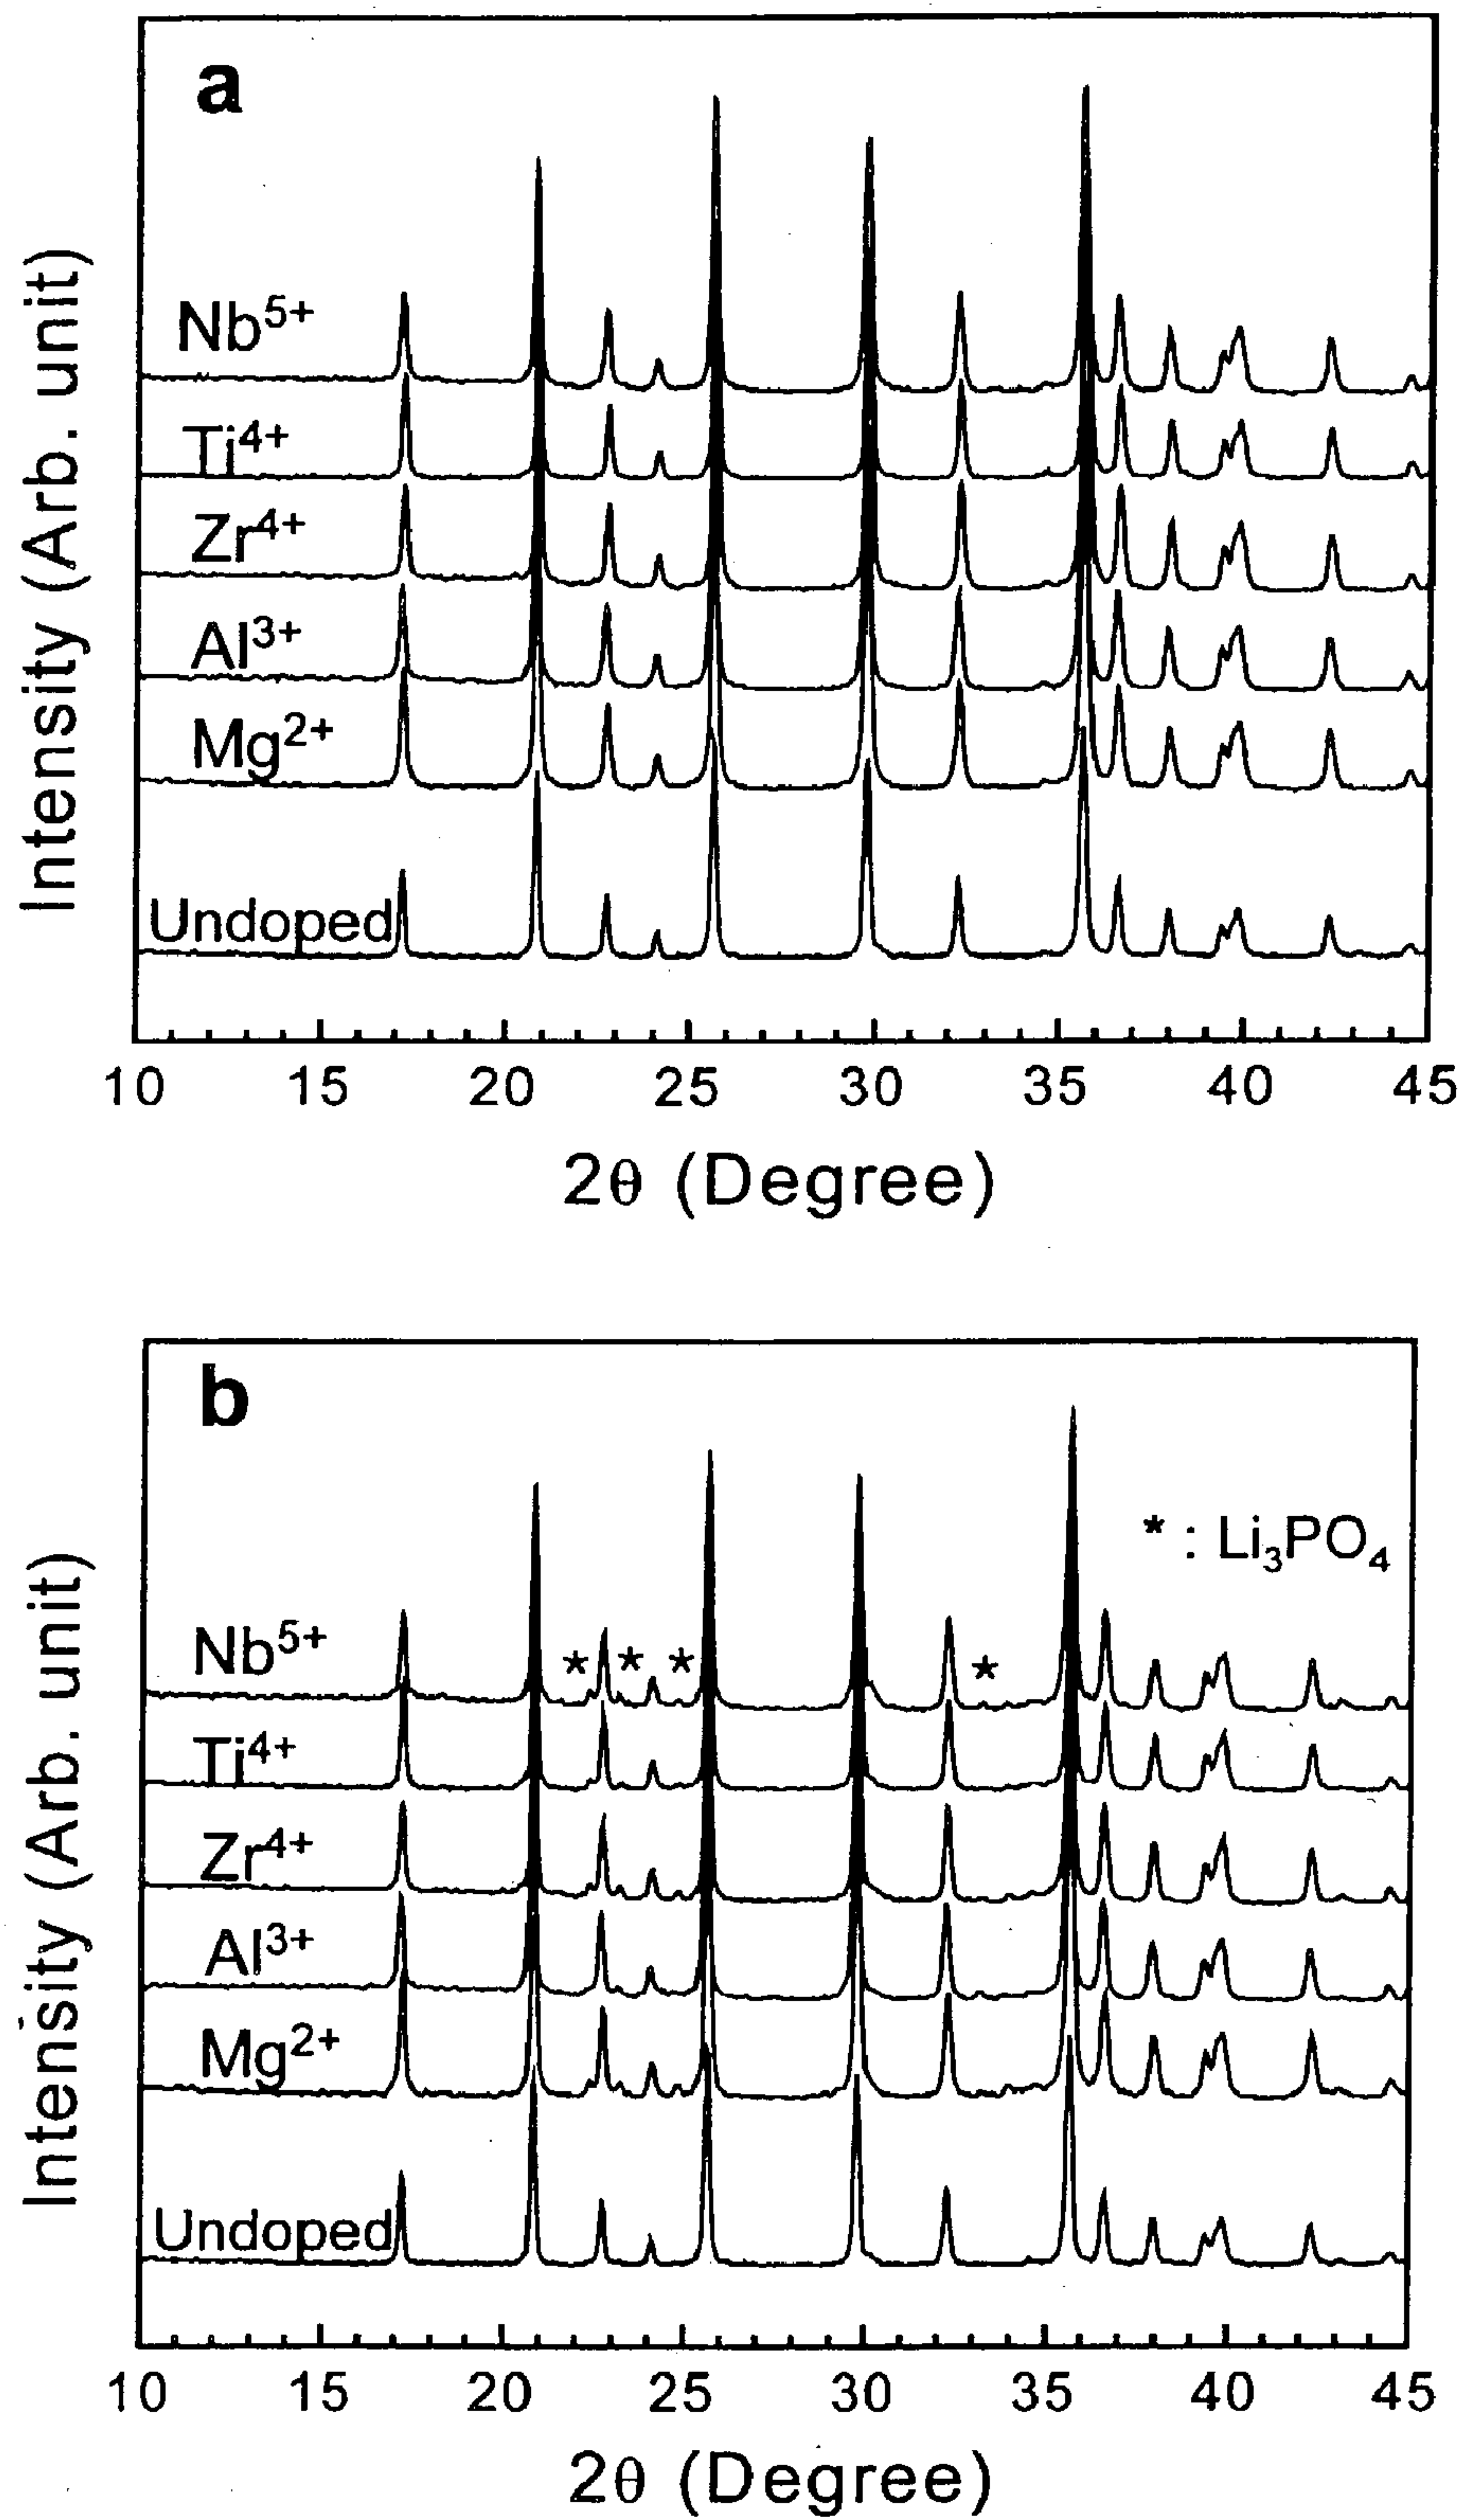 a
Intensity (Arb. unit)
Nb5+
Ti4+
Zr4+
Al3+
Mg2+
Undoped
10 15 20 25 30 35 40 45
2θ (Degree)
b
* : Li3PO4
Intensity (Arb. unit)
Nb5+
* * * *
Ti4+
Zr4+
Al3+
Mg2+
Undoped
10 15 20 25 30 35 40 45
2θ (Degree)